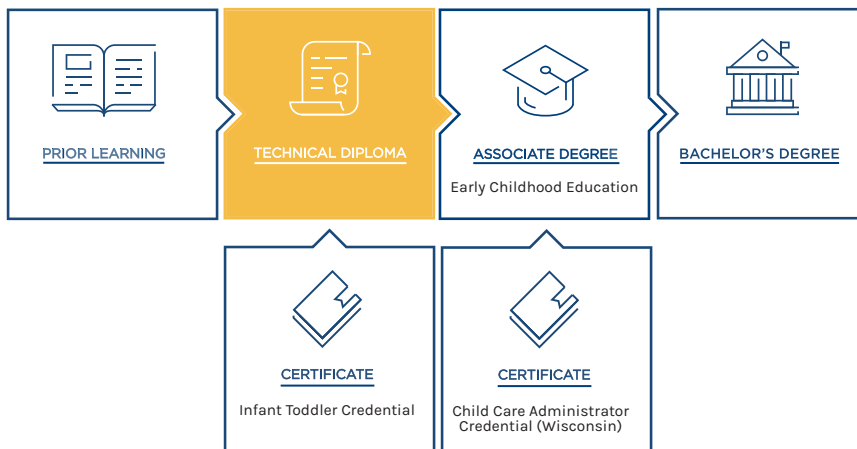 PRIOR LEARNING
TECHNICAL DIPLOMA
ASSOCIATE DEGREE
Early Childhood Education
BACHELOR'S DEGREE
CERTIFICATE
Infant Toddler Credential
CERTIFICATE
Child Care Administrator
Credential (Wisconsin)